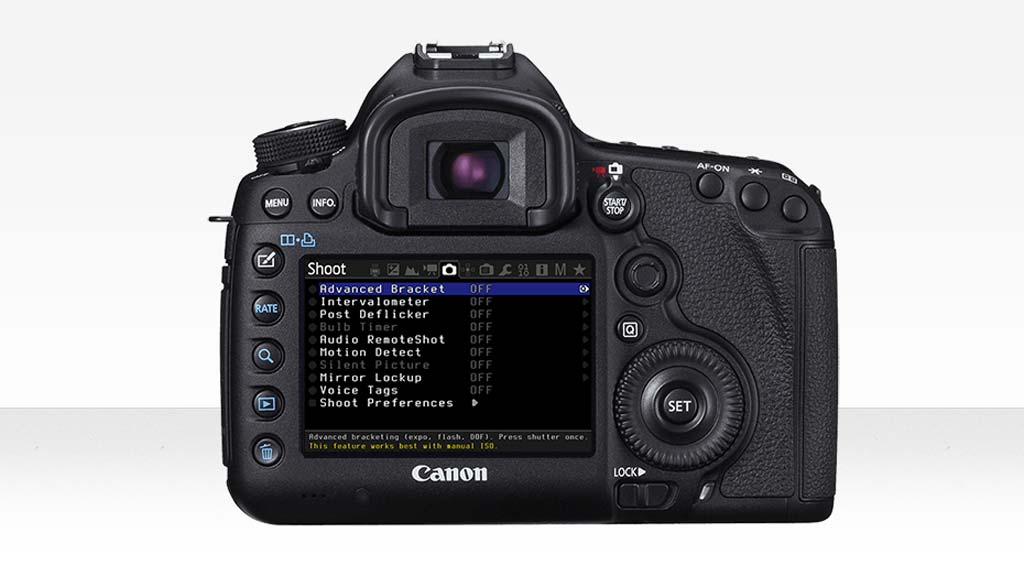 AF-ON
MENU
INFO.
START/
STOP
RATE
Q
SET
LOCK▶
Shoot M
Advanced Bracket OFF
Intervalometer OFF
Post Deflicker OFF
Bulb Timer OFF
Audio RemoteShot OFF
Motion Detect OFF
Silent Picture OFF
Mirror Lockup OFF
Voice Tags OFF
Shoot Preferences ▶
Advanced bracketing (expo, flash, DOF). Press shutter once.
This feature works best with manual ISO.
Canon